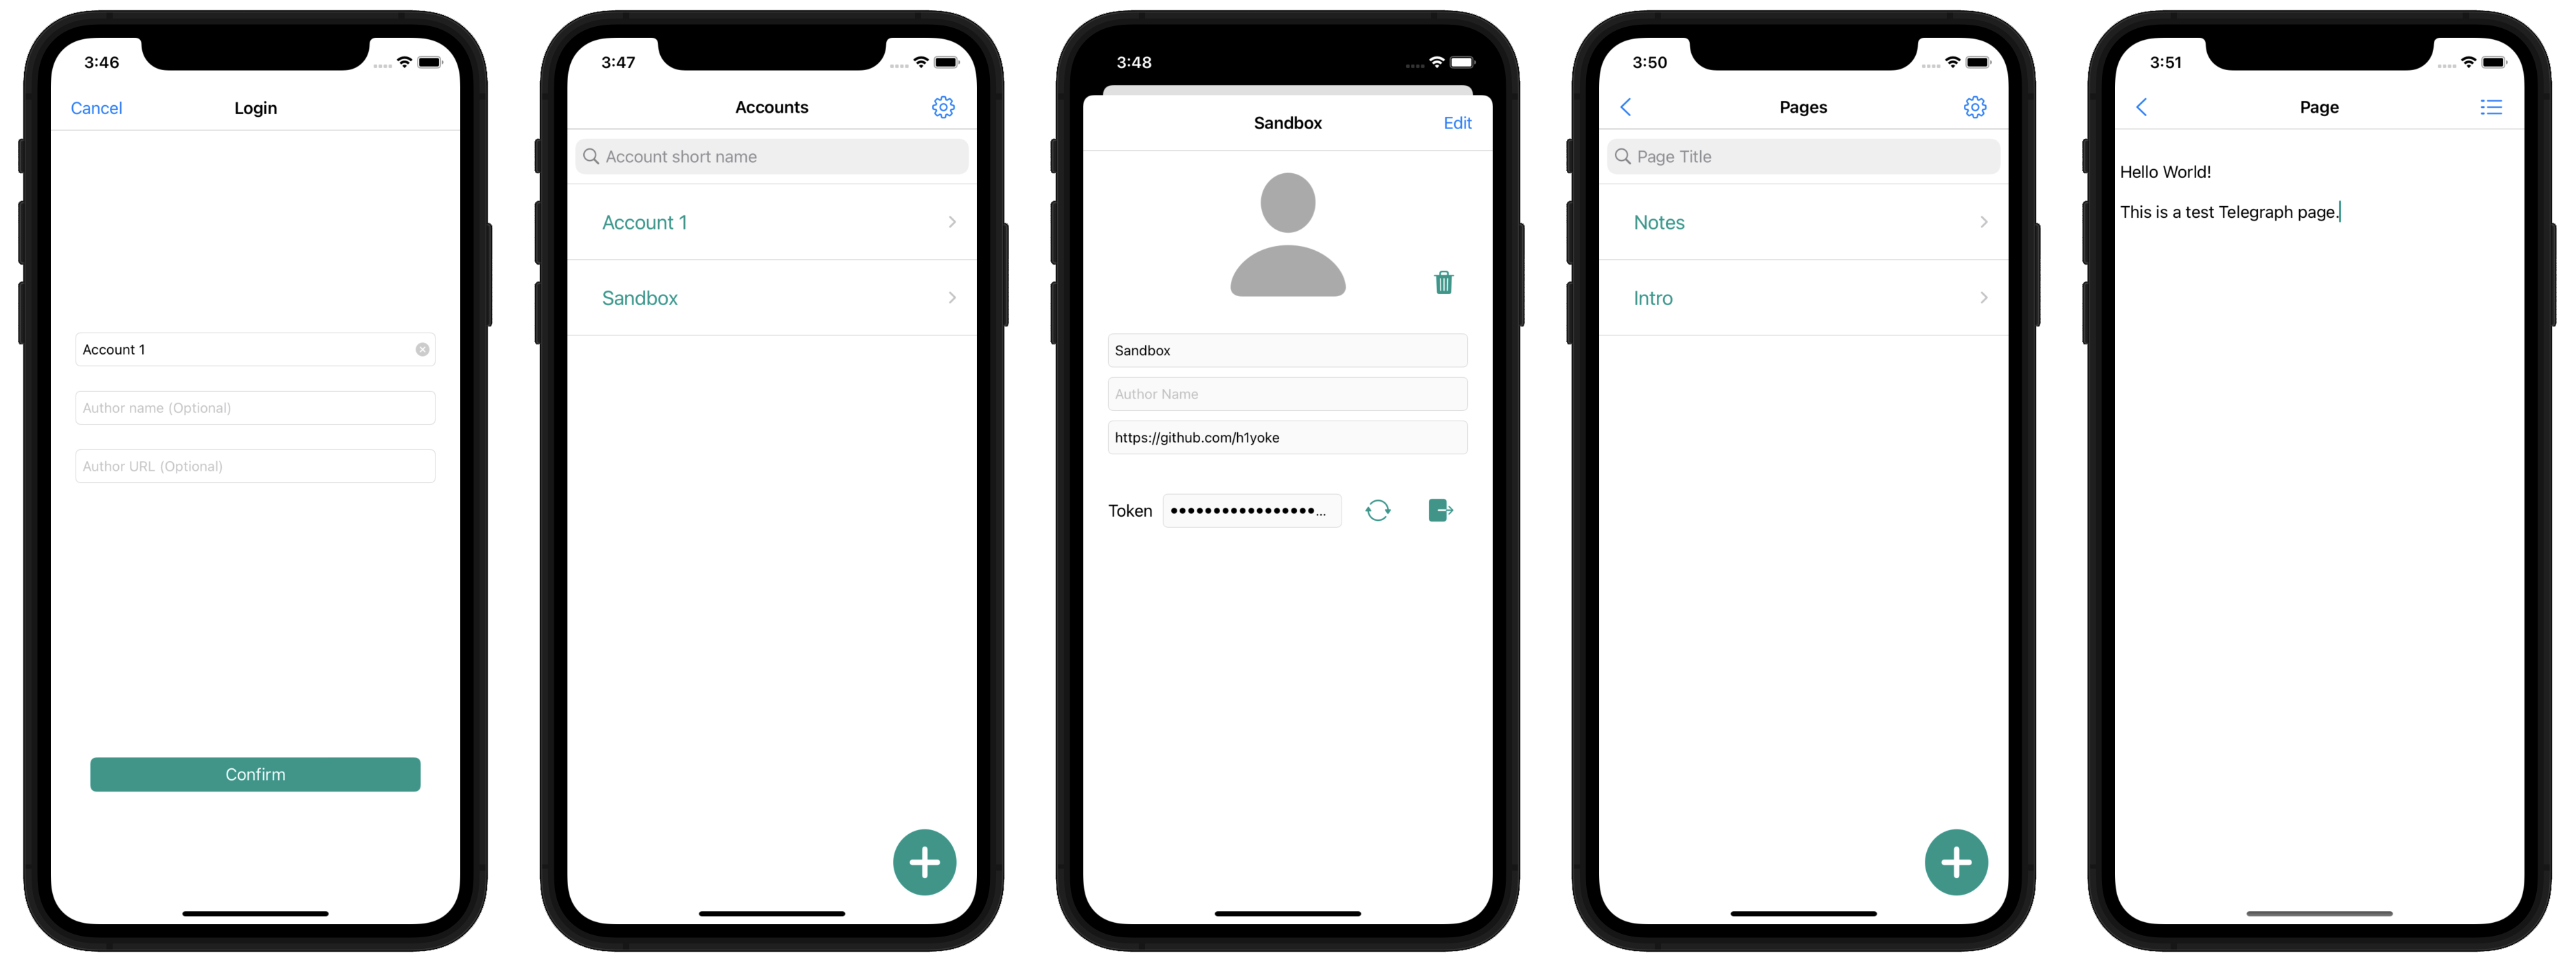 3:46
Cancel
Login
Account 1
Author name (Optional)
Author URL (Optional)
Confirm
3:47
Accounts
Account short name
Account 1
Sandbox
3:48
Sandbox
Edit
Sandbox
Author Name
https://github.com/h1yoke
Token ••••••••••••••••••...
3:50
Pages
Page Title
Notes
Intro
3:51
Page
Hello World!
This is a test Telegraph page.